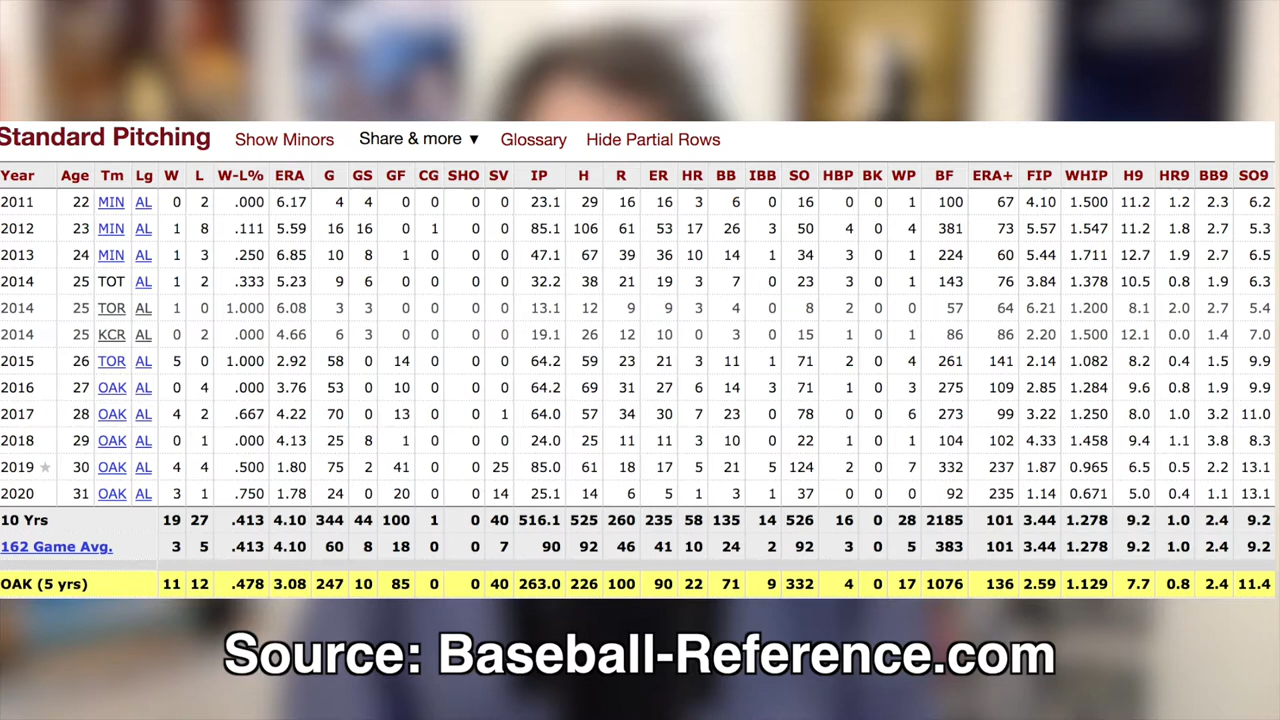 Standard Pitching Show Minors Share & more ▼ Glossary Hide Partial Rows
Year Age Tm Lg W L W-L% ERA G GS GF CG SHO SV IP H R ER HR BB IBB SO HBP BK WP BF ERA+ FIP WHIP H9 HR9 BB9 SO9
2011 22 MIN AL 0 2 .000 6.17 4 4 0 0 0 0 23.1 29 16 16 3 6 0 16 0 0 1 100 67 4.10 1.500 11.2 1.2 2.3 6.2
2012 23 MIN AL 1 8 .111 5.59 16 16 0 1 0 0 85.1 106 61 53 17 26 3 50 4 0 4 381 73 5.57 1.547 11.2 1.8 2.7 5.3
2013 24 MIN AL 1 3 .250 6.85 10 8 1 0 0 0 47.1 67 39 36 10 14 1 34 3 0 1 224 60 5.44 1.711 12.7 1.9 2.7 6.5
2014 25 TOT AL 1 2 .333 5.23 9 6 0 0 0 0 32.2 38 21 19 3 7 0 23 3 0 1 143 76 3.84 1.378 10.5 0.8 1.9 6.3
2014 25 TOR AL 1 0 1.000 6.08 3 3 0 0 0 0 13.1 12 9 9 3 4 0 8 2 0 0 57 64 6.21 1.200 8.1 2.0 2.7 5.4
2014 25 KCR AL 0 2 .000 4.66 6 3 0 0 0 0 19.1 26 12 10 0 3 0 15 1 0 1 86 86 2.20 1.500 12.1 0.0 1.4 7.0
2015 26 TOR AL 5 0 1.000 2.92 58 0 14 0 0 0 64.2 59 23 21 3 11 1 71 2 0 4 261 141 2.14 1.082 8.2 0.4 1.5 9.9
2016 27 OAK AL 0 4 .000 3.76 53 0 10 0 0 0 64.2 69 31 27 6 14 3 71 1 0 3 275 109 2.85 1.284 9.6 0.8 1.9 9.9
2017 28 OAK AL 4 2 .667 4.22 70 0 13 0 0 1 64.0 57 34 30 7 23 0 78 0 0 6 273 99 3.22 1.250 8.0 1.0 3.2 11.0
2018 29 OAK AL 0 1 .000 4.13 25 8 1 0 0 0 24.0 25 11 11 3 10 0 22 1 0 1 104 102 4.33 1.458 9.4 1.1 3.8 8.3
2019 ★ 30 OAK AL 4 4 .500 1.80 75 2 41 0 0 25 85.0 61 18 17 5 21 5 124 2 0 7 332 237 1.87 0.965 6.5 0.5 2.2 13.1
2020 31 OAK AL 3 1 .750 1.78 24 0 20 0 0 14 25.1 14 6 5 1 3 1 37 0 0 0 92 235 1.14 0.671 5.0 0.4 1.1 13.1
10 Yrs 19 27 .413 4.10 344 44 100 1 0 40 516.1 525 260 235 58 135 14 526 16 0 28 2185 101 3.44 1.278 9.2 1.0 2.4 9.2
162 Game Avg. 3 5 .413 4.10 60 8 18 0 0 7 90 92 46 41 10 24 2 92 3 0 5 383 101 3.44 1.278 9.2 1.0 2.4 9.2
OAK (5 yrs) 11 12 .478 3.08 247 10 85 0 0 40 263.0 226 100 90 22 71 9 332 4 0 17 1076 136 2.59 1.129 7.7 0.8 2.4 11.4
Source: Baseball-Reference.com